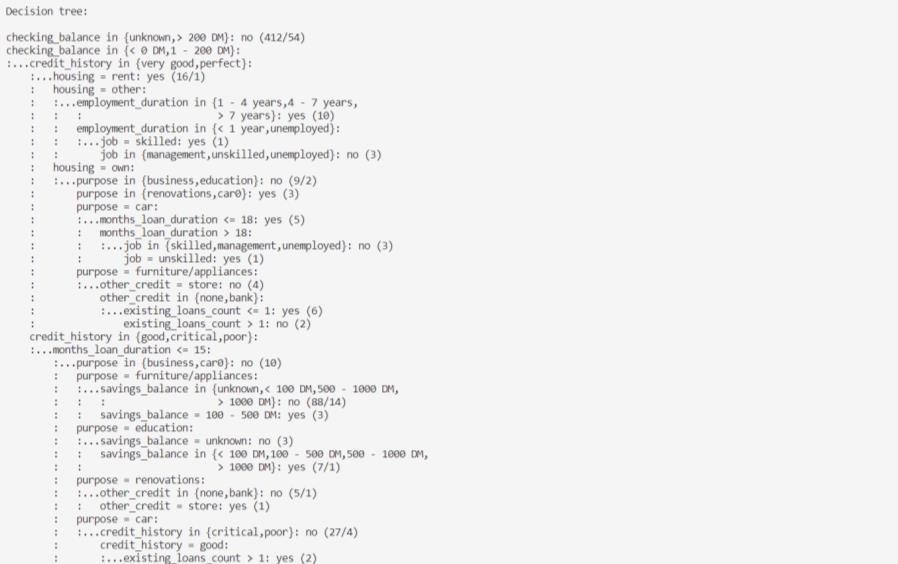 Decision tree:

checking_balance in {unknown,> 200 DM}: no (412/54)
checking_balance in {< 0 DM,1 - 200 DM}:
:...credit_history in {very good,perfect}:
    :...housing = rent: yes (16/1)
    :   housing = other:
    :   :...employment_duration in {1 - 4 years,4 - 7 years,
    :   :   :                       > 7 years}: yes (10)
    :   :   employment_duration in {< 1 year,unemployed}:
    :   :   :...job = skilled: yes (1)
    :   :       job in {management,unskilled,unemployed}: no (3)
    :   housing = own:
    :   :...purpose in {business,education}: no (9/2)
    :       purpose in {renovations,car0}: yes (3)
    :       purpose = car:
    :       :...months_loan_duration <= 18: yes (5)
    :       :   months_loan_duration > 18:
    :       :   :...job in {skilled,management,unemployed}: no (3)
    :       :       job = unskilled: yes (1)
    :       purpose = furniture/appliances:
    :       :...other_credit = store: no (4)
    :           other_credit in {none,bank}:
    :           :...existing_loans_count <= 1: yes (6)
    :               existing_loans_count > 1: no (2)
    credit_history in {good,critical,poor}:
    :...months_loan_duration <= 15:
        :...purpose in {business,car0}: no (10)
        :   purpose = furniture/appliances:
        :   :...savings_balance in {unknown,< 100 DM,500 - 1000 DM,
        :   :   :                   > 1000 DM}: no (88/14)
        :   :   savings_balance = 100 - 500 DM: yes (3)
        :   purpose = education:
        :   :...savings_balance = unknown: no (3)
        :   :   savings_balance in {< 100 DM,100 - 500 DM,500 - 1000 DM,
        :   :                       > 1000 DM}: yes (7/1)
        :   purpose = renovations:
        :   :...other_credit in {none,bank}: no (5/1)
        :   :   other_credit = store: yes (1)
        :   purpose = car:
        :   :...credit_history in {critical,poor}: no (27/4)
        :       credit_history = good:
        :       :...existing_loans_count > 1: yes (2)